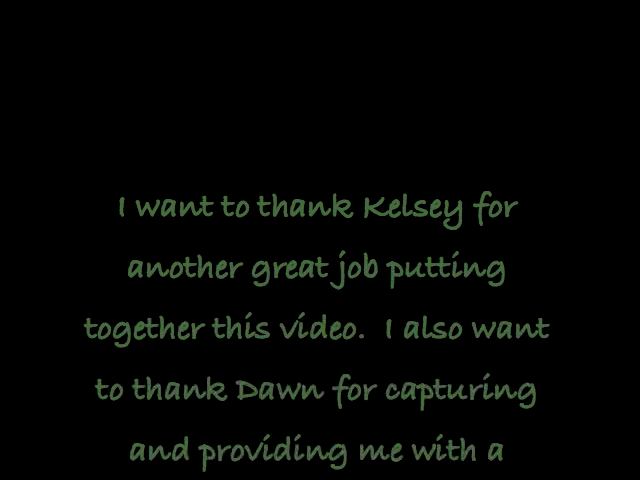 I want to thank Kelsey for
another great job putting
together this video.  I also want
to thank Dawn for capturing
and providing me with a